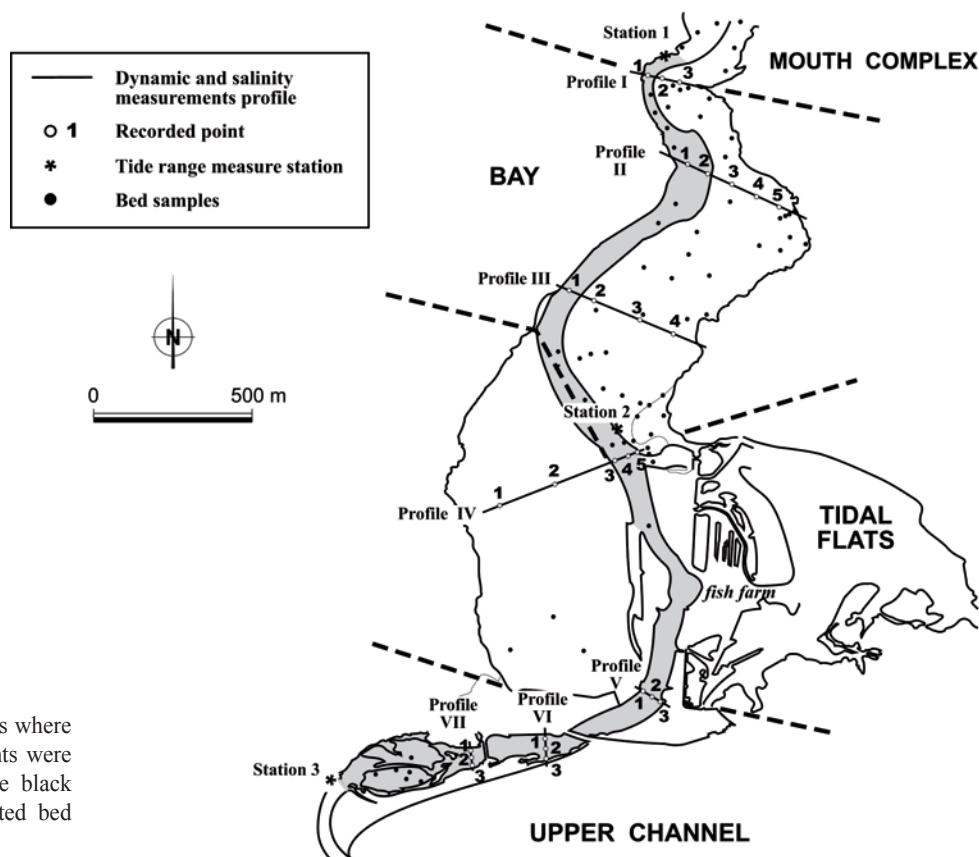 Dynamic and salinity
measurements profile
1 Recorded point
* Tide range measure station
Bed samples
N
0 500 m
Station 1
MOUTH COMPLEX
1
2
3
Profile I
Profile
II
1
2
3
4
5
BAY
Profile III
1
2
3
4
Station 2
1
2
3
4
5
Profile IV
TIDAL
FLATS
fish farm
Profile
V
1
2
3
Profile
VI
1
2
3
Profile
VII
1
2
3
Station 3
UPPER CHANNEL
s where
nts were
e black
ted bed